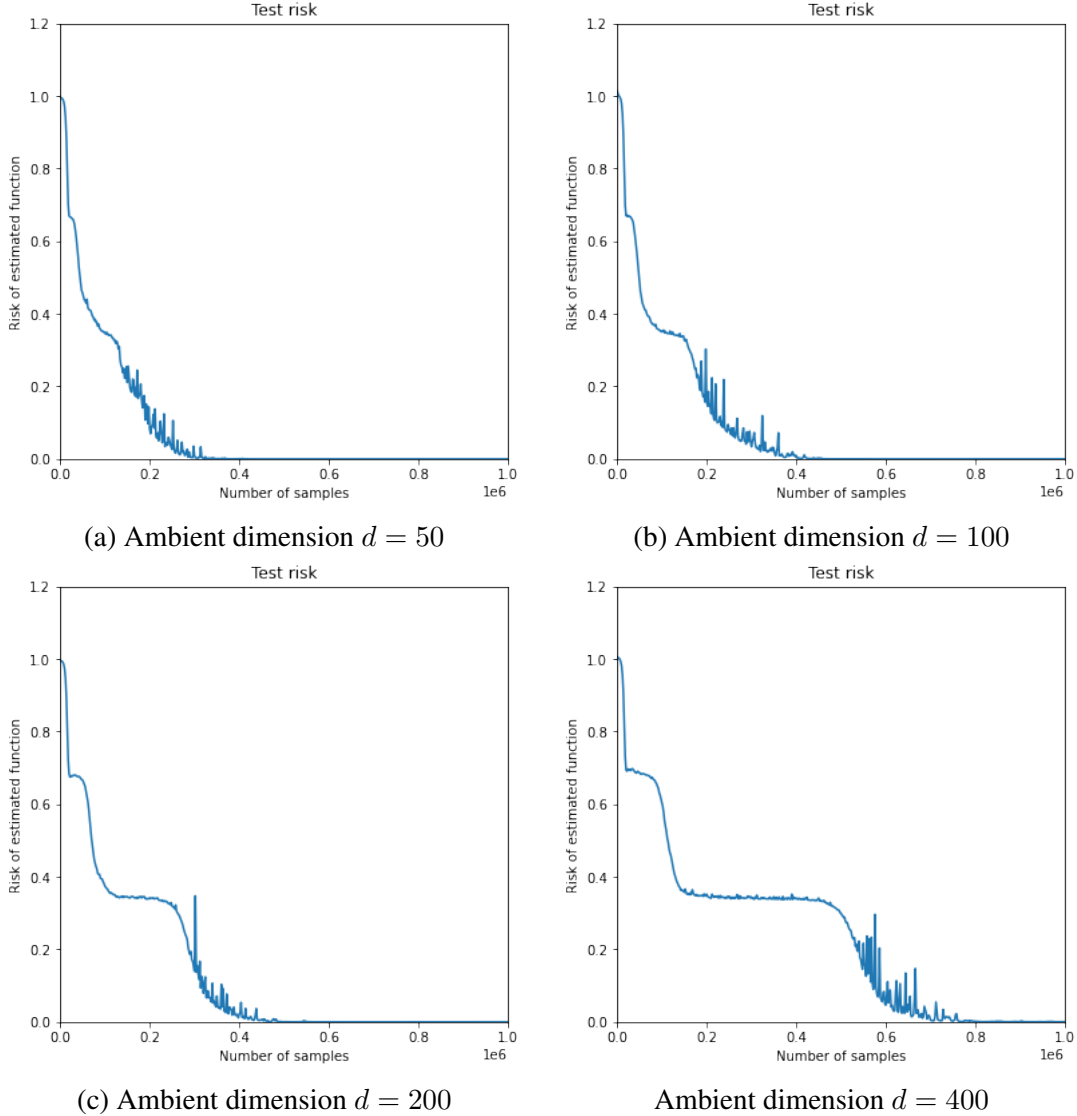 Test risk
Test risk
1.2
1.0
0.8
0.6
0.4
0.2
0.0
Risk of estimated function
0.0
0.2
0.4
0.6
0.8
1.0
Number of samples
1e6
1.2
1.0
0.8
0.6
0.4
0.2
0.0
Risk of estimated function
0.0
0.2
0.4
0.6
0.8
1.0
Number of samples
1e6
(a) Ambient dimension d = 50
(b) Ambient dimension d = 100
Test risk
Test risk
1.2
1.0
0.8
0.6
0.4
0.2
0.0
Risk of estimated function
0.0
0.2
0.4
0.6
0.8
1.0
Number of samples
1e6
1.2
1.0
0.8
0.6
0.4
0.2
0.0
Risk of estimated function
0.0
0.2
0.4
0.6
0.8
1.0
Number of samples
1e6
(c) Ambient dimension d = 200
Ambient dimension d = 400